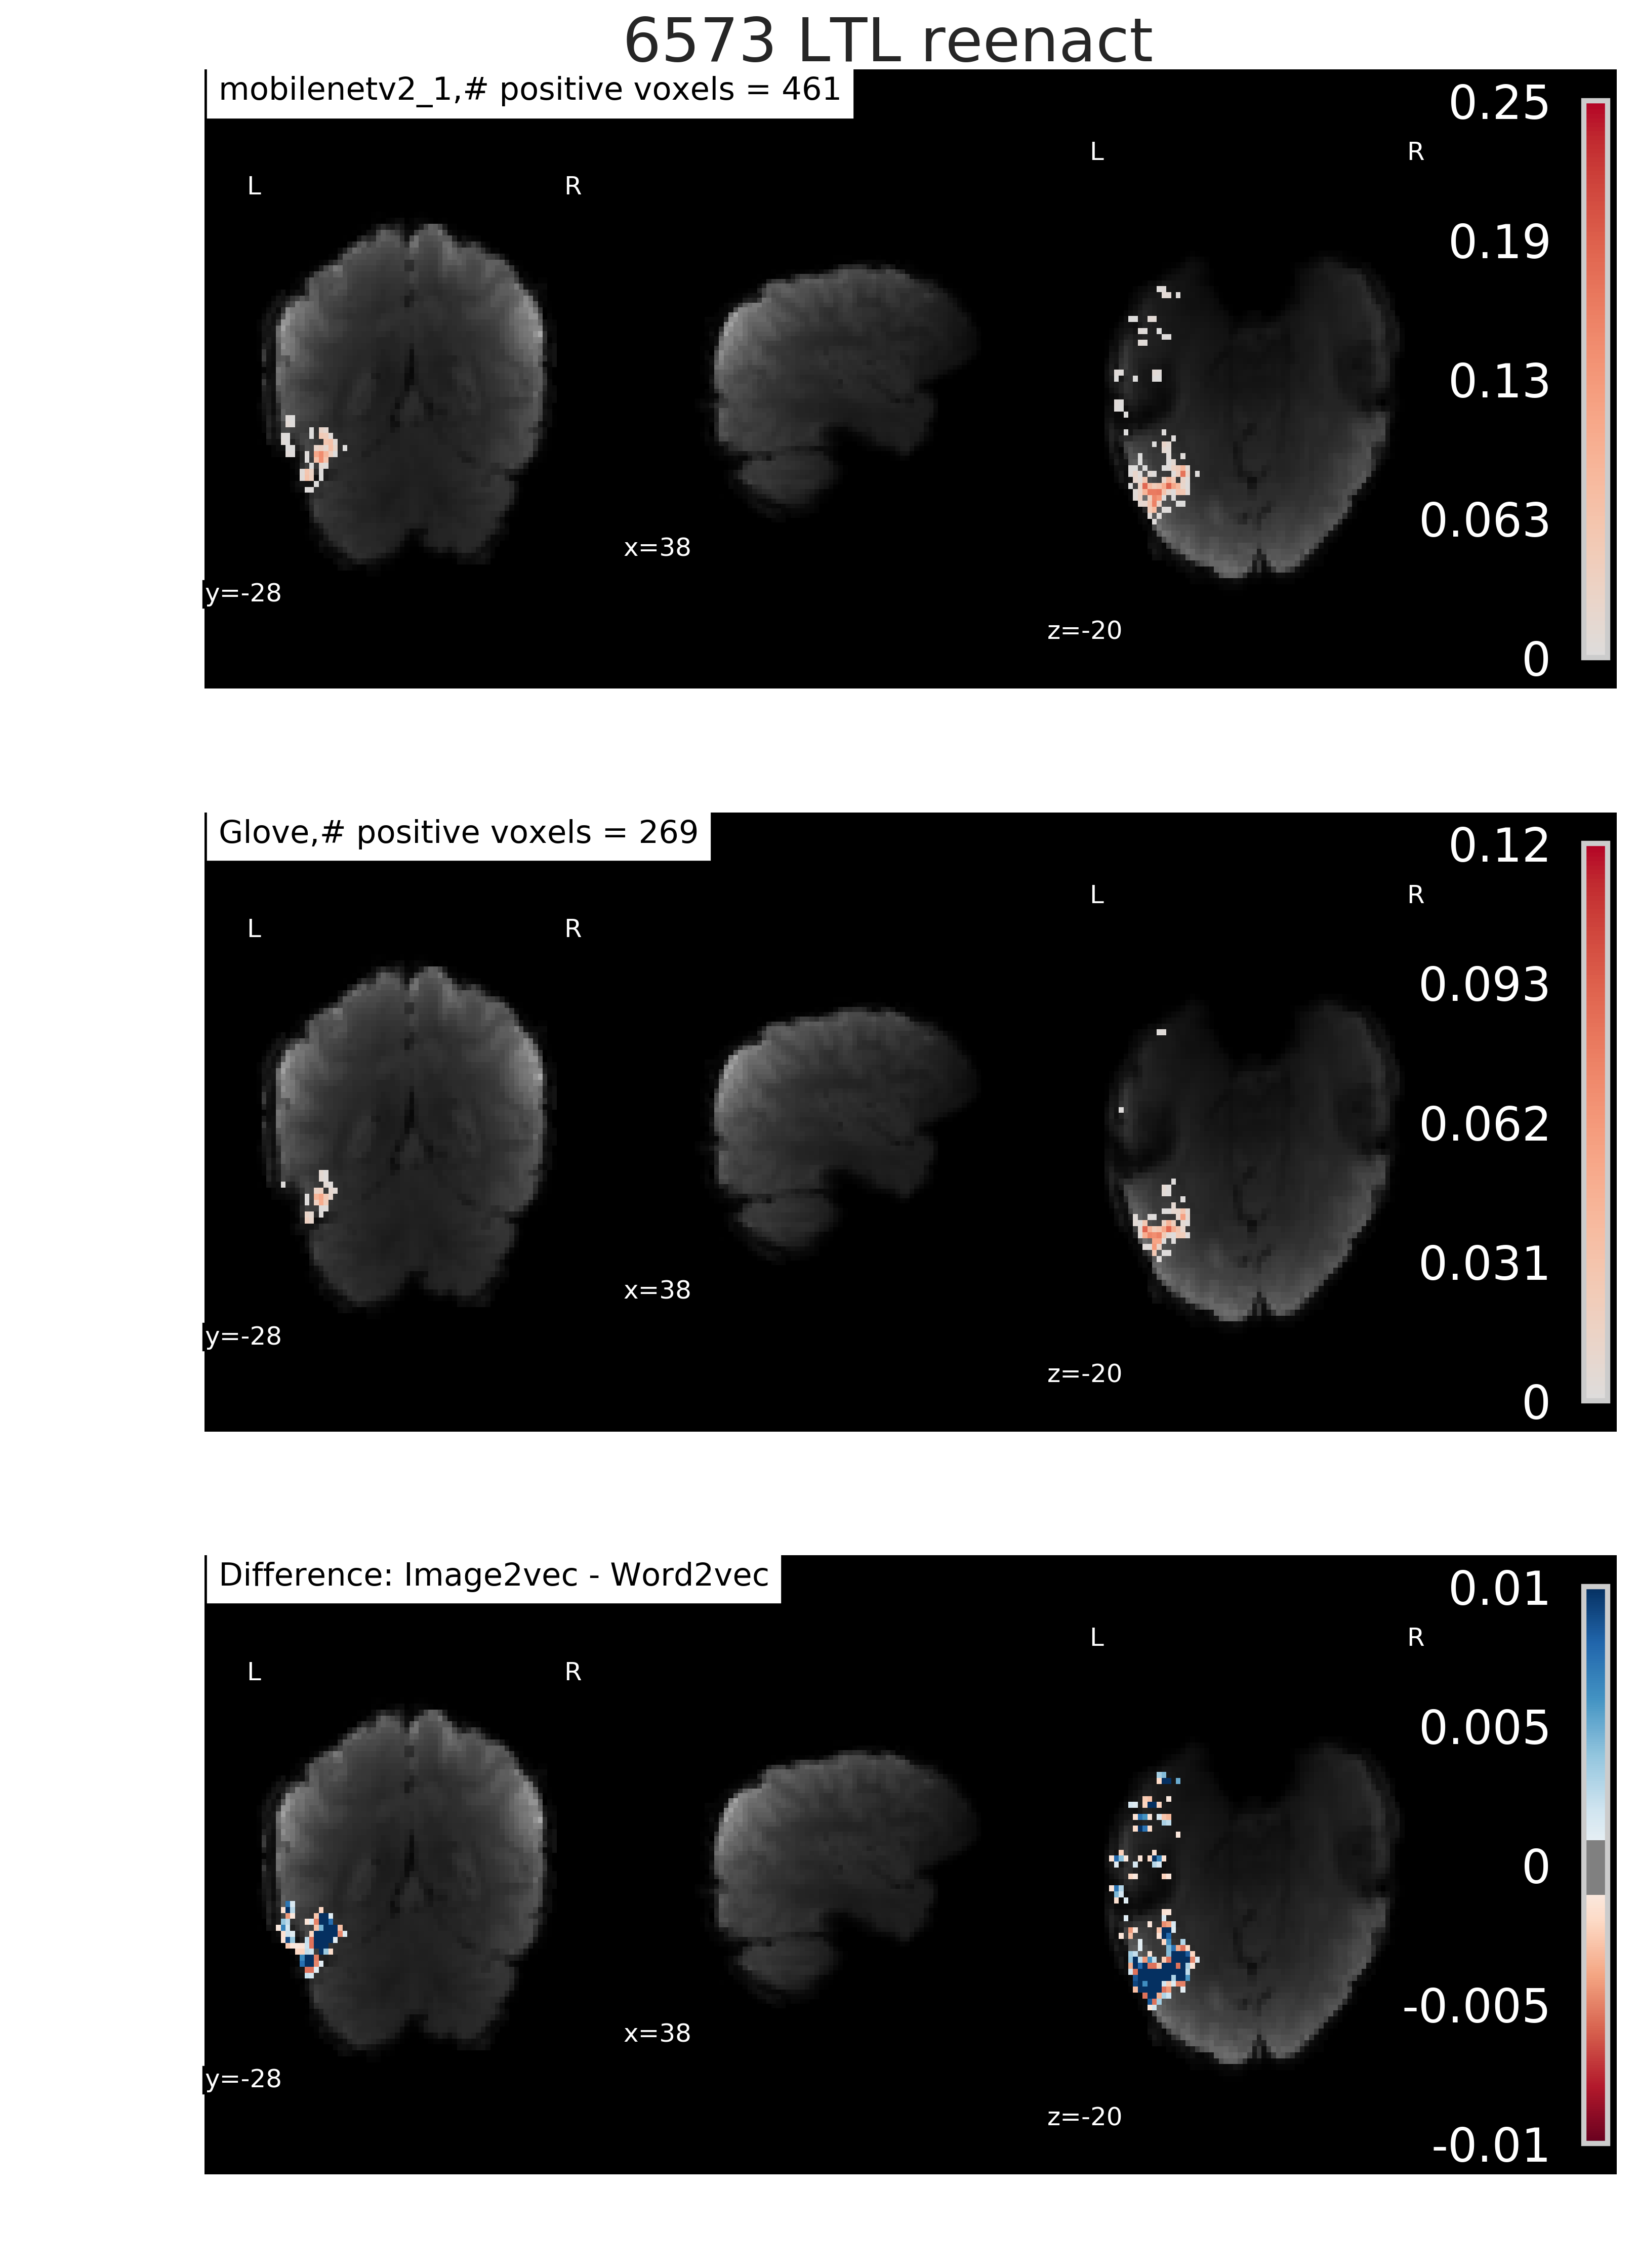 6573 LTL reenact
mobilenetv2_1,# positive voxels = 461
0.25
L R
L R
0.19
0.13
0.063
x=38
y=-28
z=-20
0
Glove,# positive voxels = 269
0.12
L R
L R
0.093
0.062
0.031
x=38
y=-28
z=-20
0
Difference: Image2vec - Word2vec
0.01
L R
L R
0.005
0
-0.005
x=38
y=-28
z=-20
-0.01